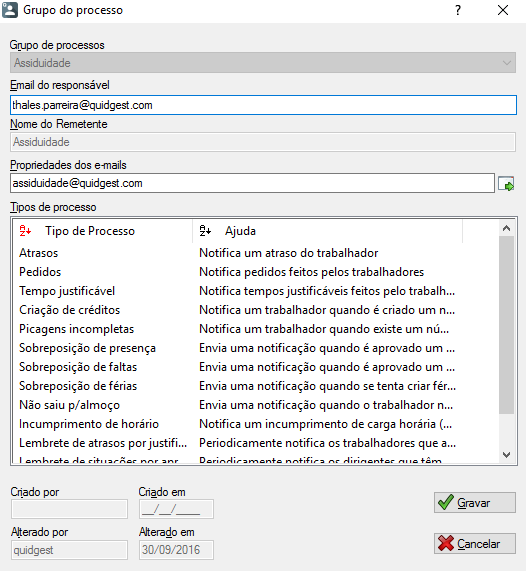 Grupo do processo
Grupo de processos
Assiduidade
Email do responsável
thales.parreira@quidgest.com
Nome do Remetente
Assiduidade
Propriedades dos e-mails
assiduidade@quidgest.com
Tipos de processo
Tipo de Processo Ajuda
Atrasos Notifica um atraso do trabalhador
Pedidos Notifica pedidos feitos pelos trabalhadores
Tempo justificável Notifica tempos justificáveis feitos pelo trabalh...
Criação de créditos Notifica um trabalhador quando é criado um n...
Picagens incompletas Notifica um trabalhador quando existe um nú...
Sobreposição de presença Envia uma notificação quando é aprovado um ...
Sobreposição de faltas Envia uma notificação quando é aprovado um ...
Sobreposição de férias Envia uma notificação quando se tenta criar fér...
Não saiu p/almoço Envia uma notificação quando o trabalhador n...
Incumprimento de horário Notifica um incumprimento de carga horária (...
Lembrete de atrasos por justifi... Periodicamente notifica os trabalhadores que a...
Lembrete de situações por apr... Periodicamente notifica os dirigentes que têm ...
Criado por Criado em
__/__/____
Gravar
Alterado por Alterado em
quidgest 30/09/2016
Cancelar